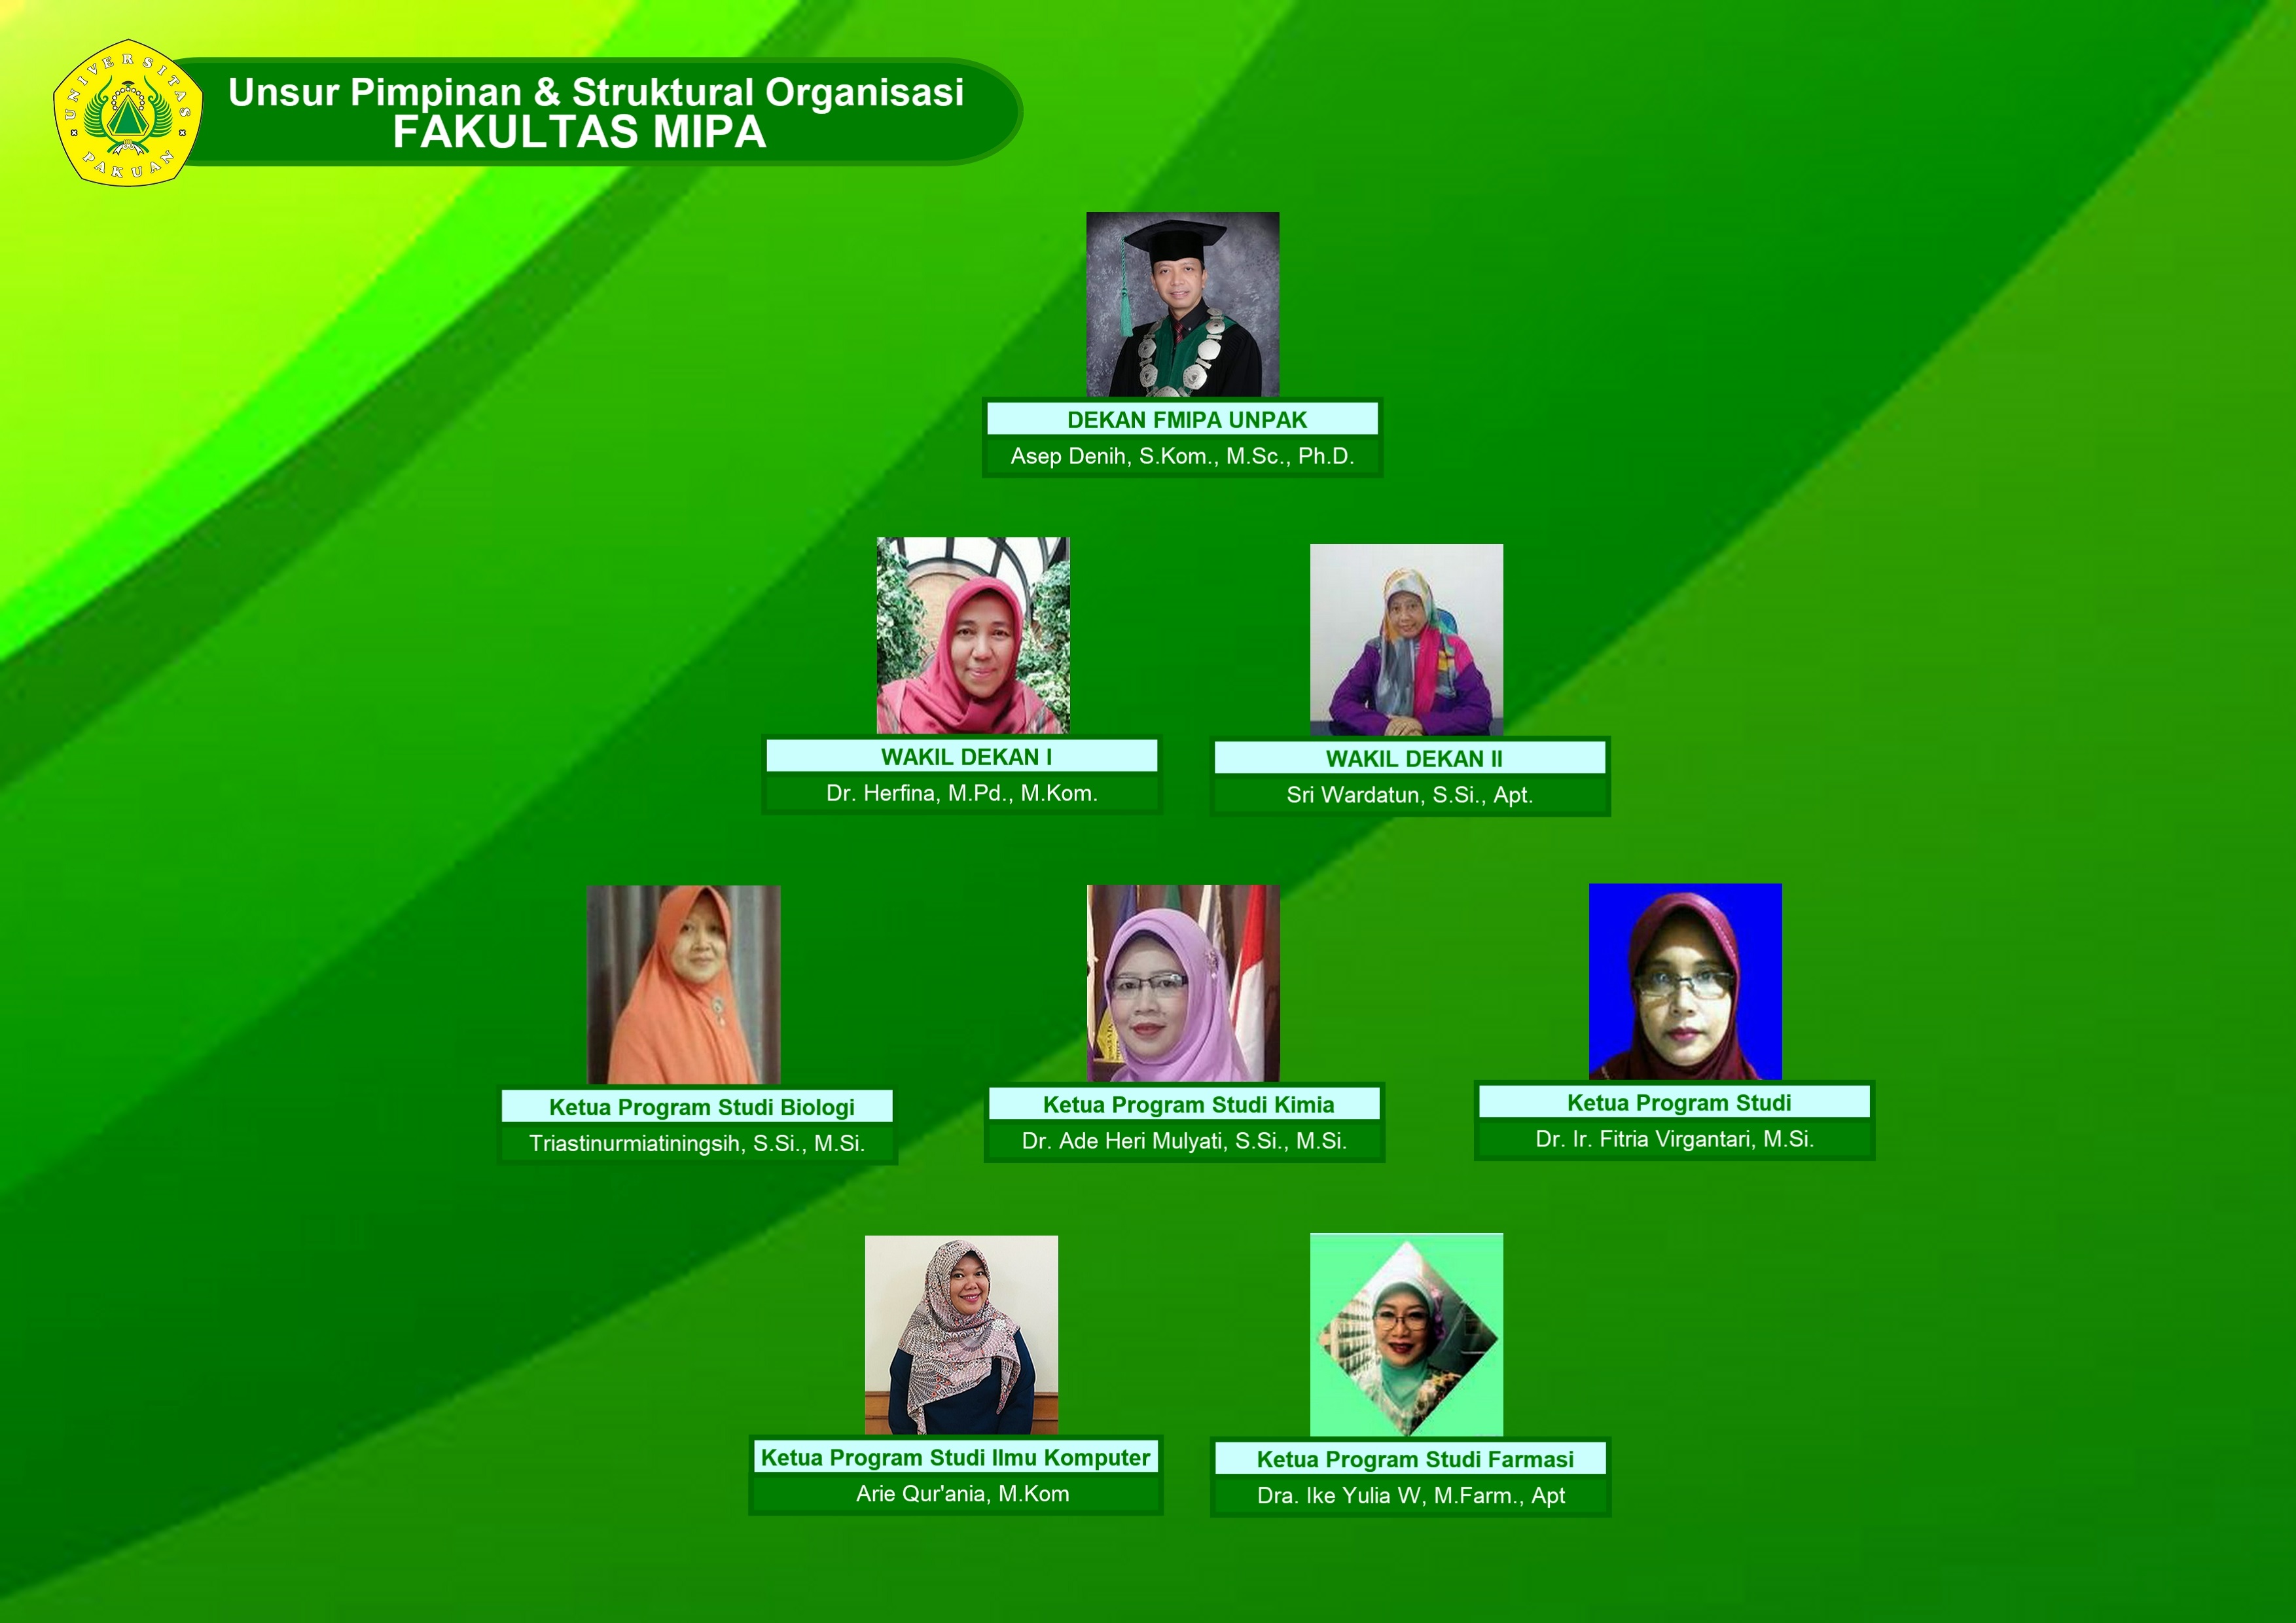 UNIVERSITAS
PAKUAN
Unsur Pimpinan & Struktural Organisasi
FAKULTAS MIPA
DEKAN FMIPA UNPAK
Asep Denih, S.Kom., M.Sc., Ph.D.
WAKIL DEKAN I
Dr. Herfina, M.Pd., M.Kom.
WAKIL DEKAN II
Sri Wardatun, S.Si., Apt.
Ketua Program Studi Biologi
Triastinurmiatiningsih, S.Si., M.Si.
Ketua Program Studi Kimia
Dr. Ade Heri Mulyati, S.Si., M.Si.
Ketua Program Studi
Dr. Ir. Fitria Virgantari, M.Si.
Ketua Program Studi Ilmu Komputer
Arie Qur'ania, M.Kom
Ketua Program Studi Farmasi
Dra. Ike Yulia W, M.Farm., Apt